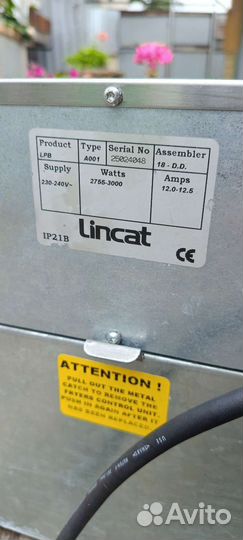 Product Type Serial No Assembler
LPB A001 25024048 18 - D.D.
Supply Watts Amps
230-240V~ 2755-3000 12.0-12.5
IP21B Lincat CE
ATTENTION !
PULL OUT THE METAL
CATCH TO REMOVE THE
FRYERS CONTROL UNIT.
PUSH IN AGAIN AFTER IT
HAS BEEN REPLACED.
Avito